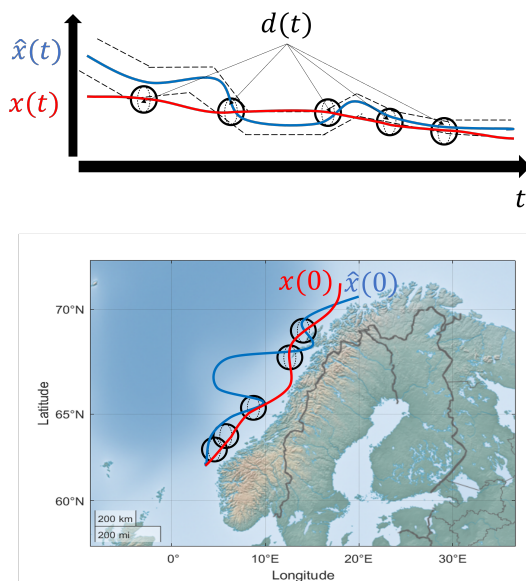 d(t)
x̂(t)
x(t)
t
x(0) x̂(0)
70°N
65°N
60°N
Latitude
200 km
200 mi
0° 10°E 20°E 30°E
Longitude